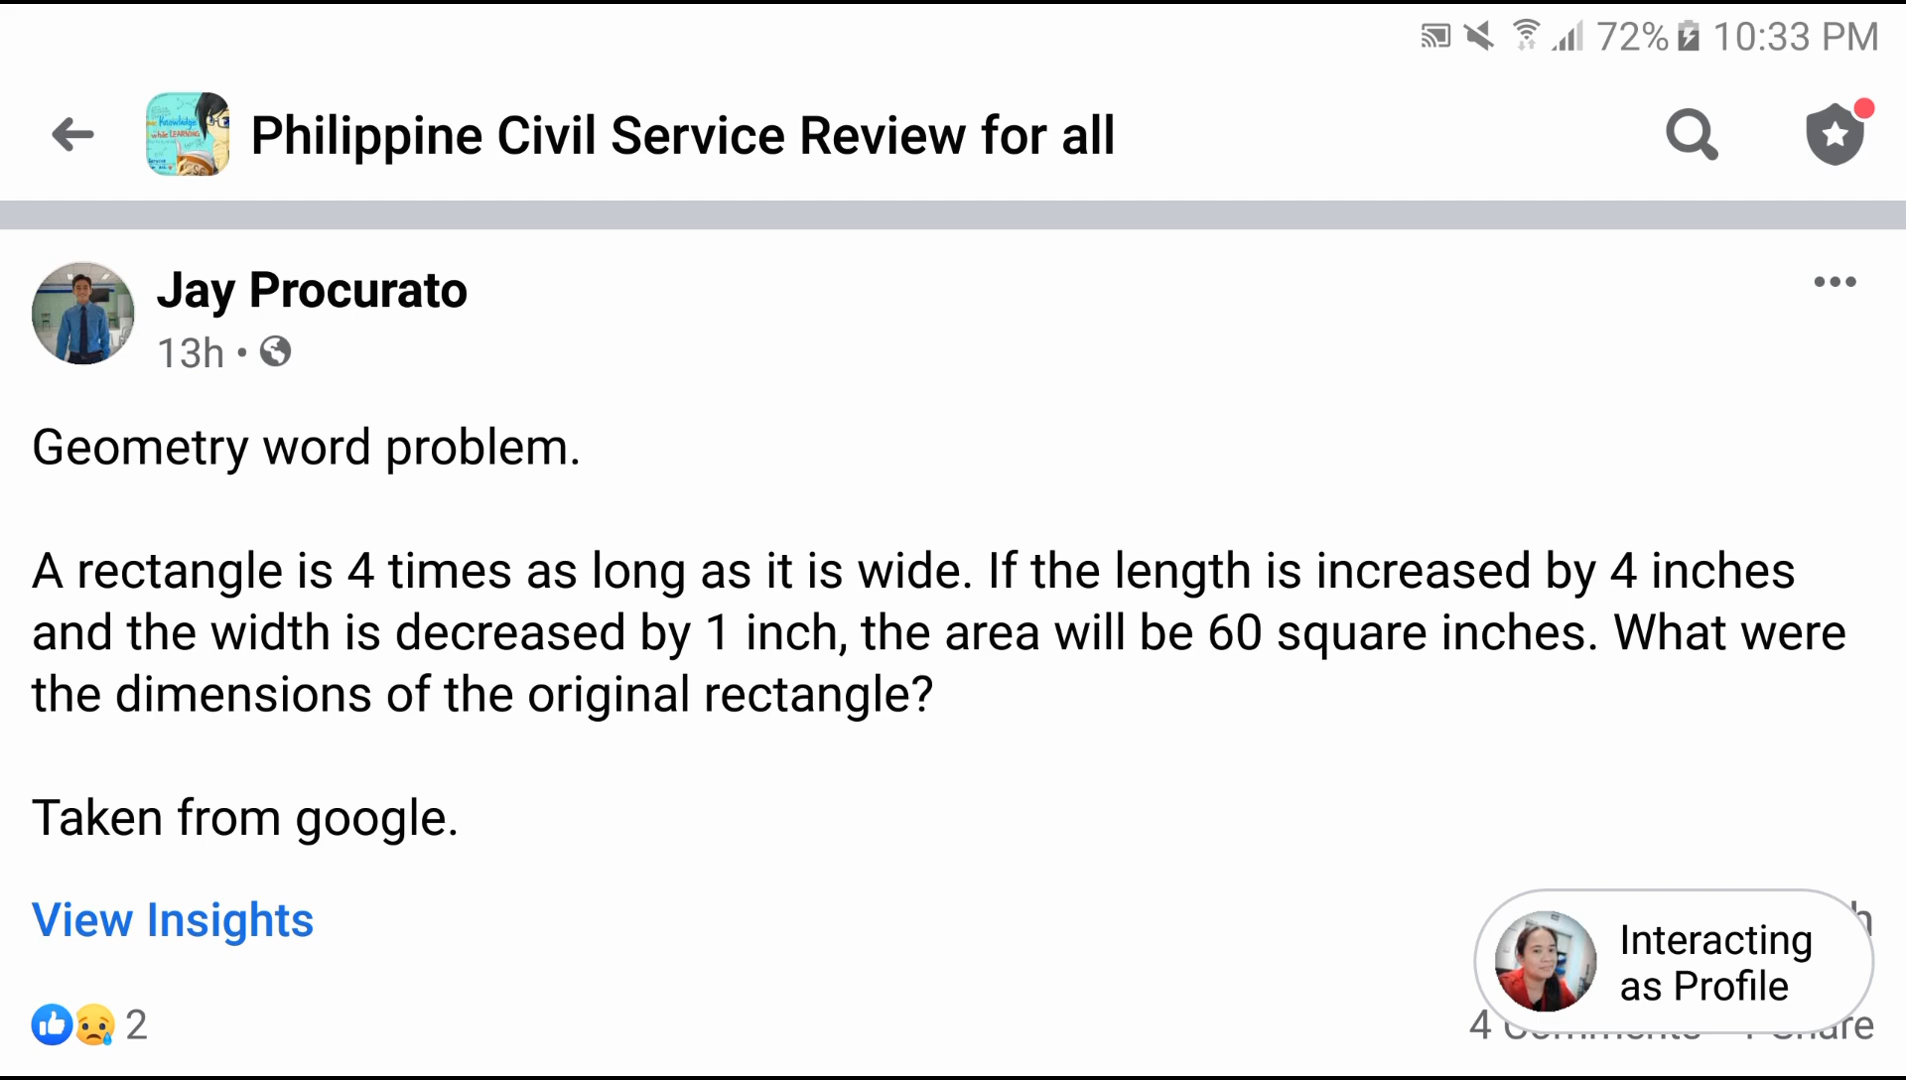 72% 10:33 PM
Philippine Civil Service Review for all
Jay Procurato
13h •
Geometry word problem.
A rectangle is 4 times as long as it is wide. If the length is increased by 4 inches
and the width is decreased by 1 inch, the area will be 60 square inches. What were
the dimensions of the original rectangle?
Taken from google.
View Insights
Interacting
as Profile
2
4